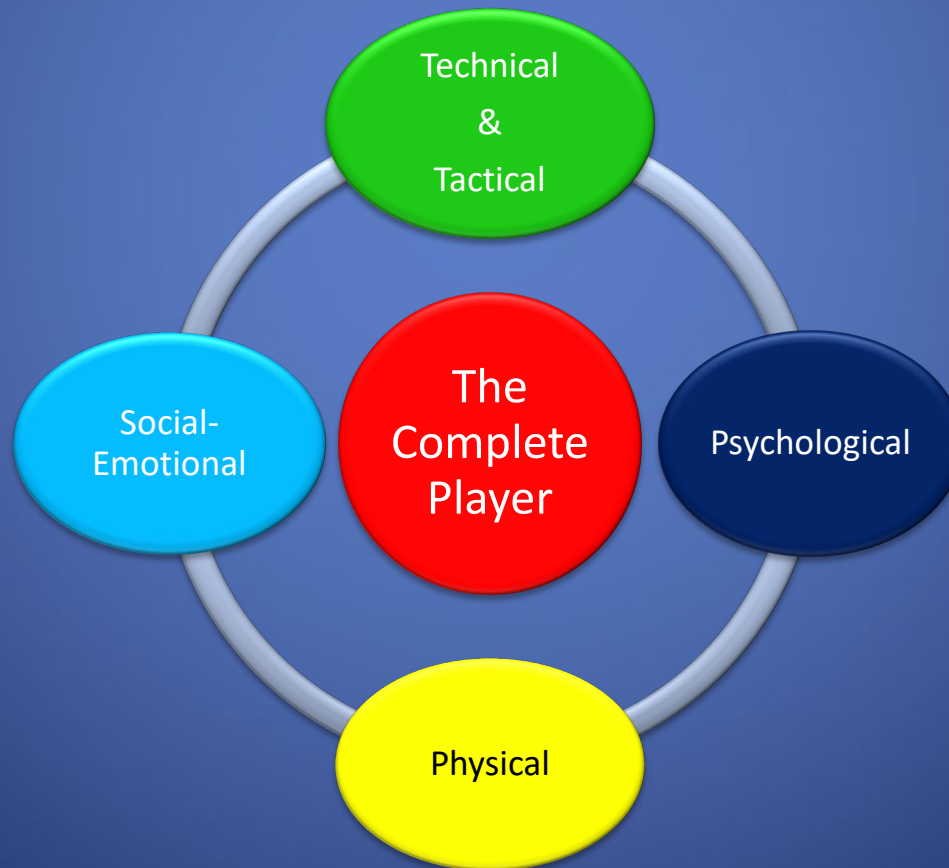 Technical
&
Tactical
The
Complete
Player
Social-
Emotional
Psychological
Physical